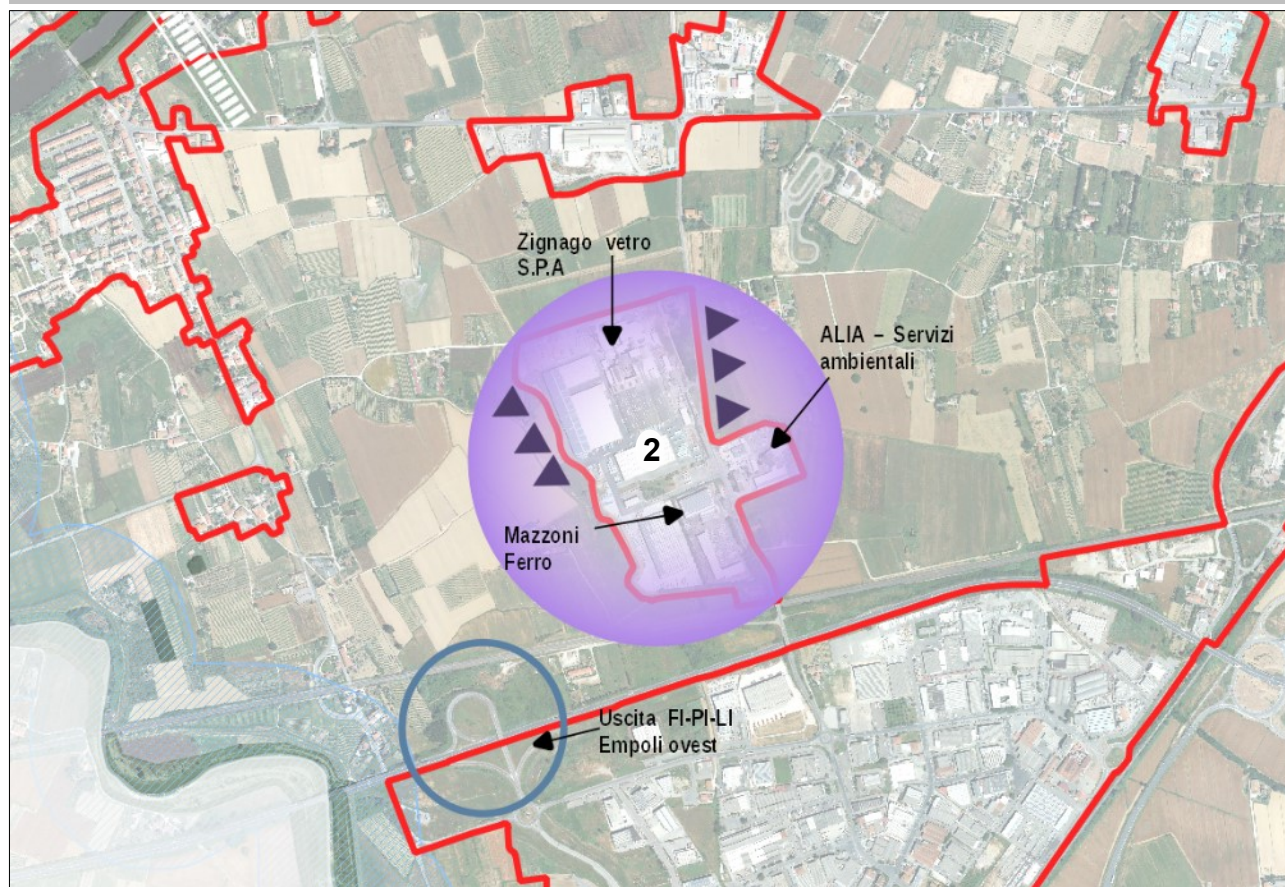 Zignago vetro
S.P.A
ALIA – Servizi
ambientali
2
Mazzoni
Ferro
Uscita FI-PI-LI
Empoli ovest